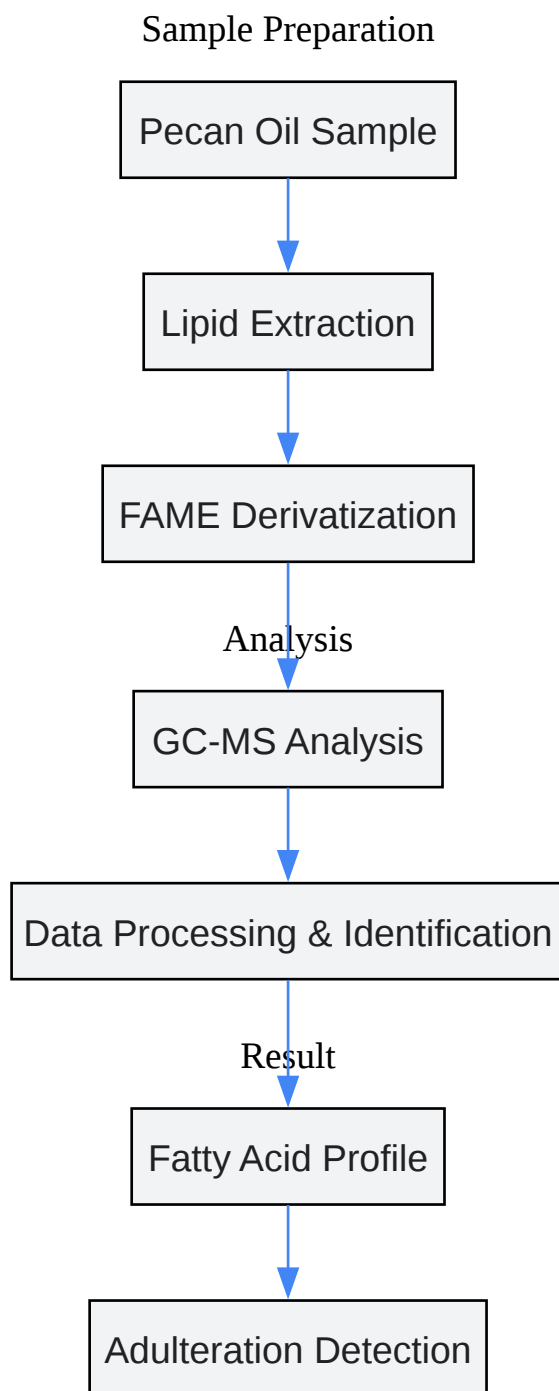 Sample Preparation
Pecan Oil Sample
Lipid Extraction
FAME Derivatization
Analysis
GC-MS Analysis
Data Processing & Identification
Result
Fatty Acid Profile
Adulteration Detection